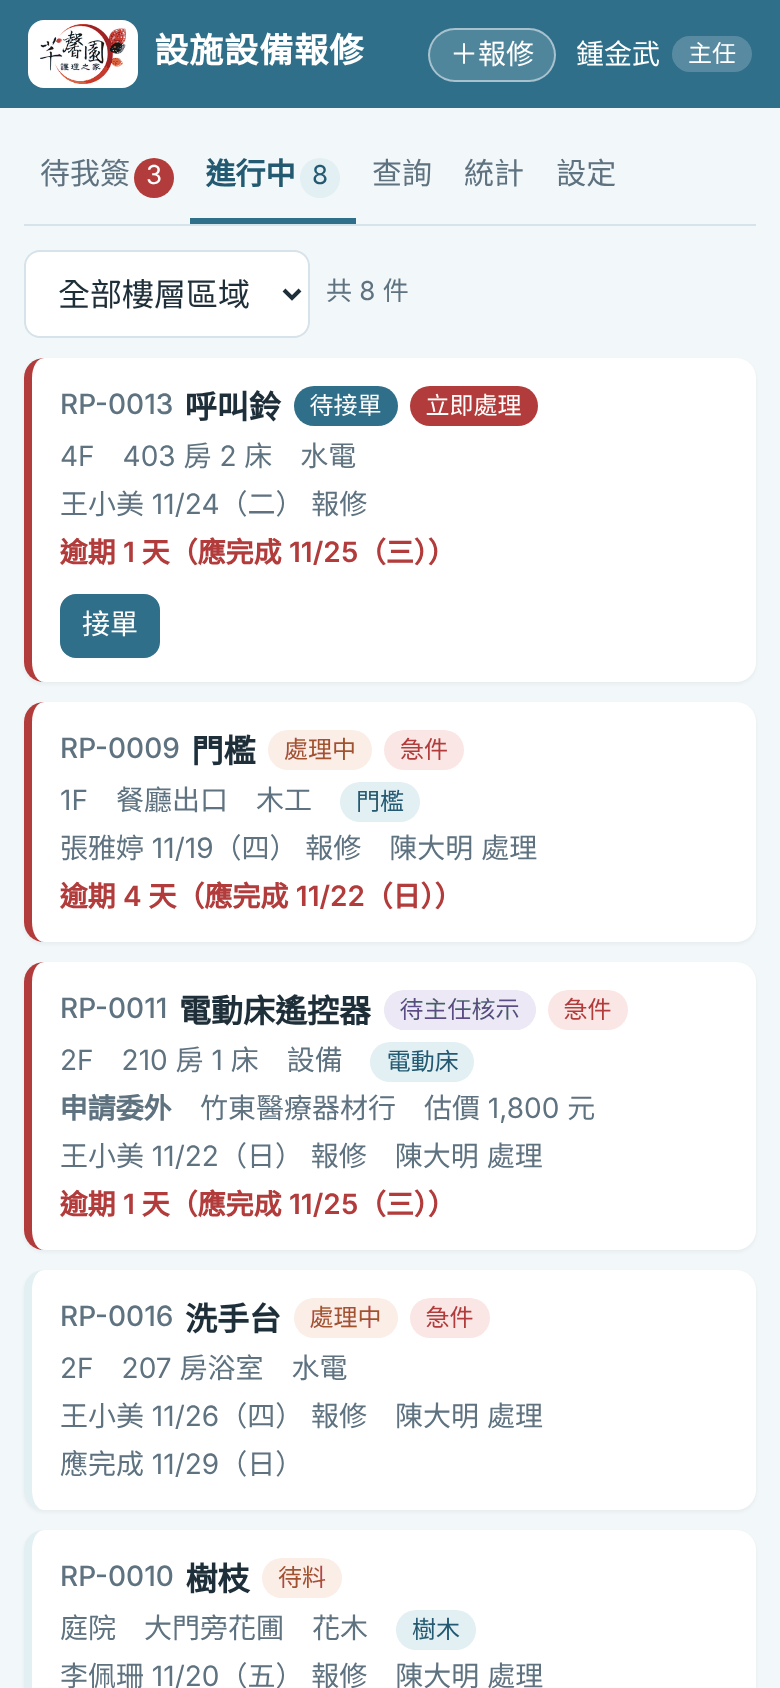 芊馨園
護理之家
設施設備報修
＋報修
鍾金武
主任
待我簽 3
進行中 8
查詢
統計
設定
全部樓層區域
共 8 件
RP-0013 呼叫鈴 待接單 立即處理
4F 403 房 2 床 水電
王小美 11/24（二） 報修
逾期 1 天（應完成 11/25（三））
接單
RP-0009 門檻 處理中 急件
1F 餐廳出口 木工 門檻
張雅婷 11/19（四） 報修 陳大明 處理
逾期 4 天（應完成 11/22（日））
RP-0011 電動床遙控器 待主任核示 急件
2F 210 房 1 床 設備 電動床
申請委外 竹東醫療器材行 估價 1,800 元
王小美 11/22（日） 報修 陳大明 處理
逾期 1 天（應完成 11/25（三））
RP-0016 洗手台 處理中 急件
2F 207 房浴室 水電
王小美 11/26（四） 報修 陳大明 處理
應完成 11/29（日）
RP-0010 樹枝 待料
庭院 大門旁花圃 花木 樹木
李佩珊 11/20（五） 報修 陳大明 處理